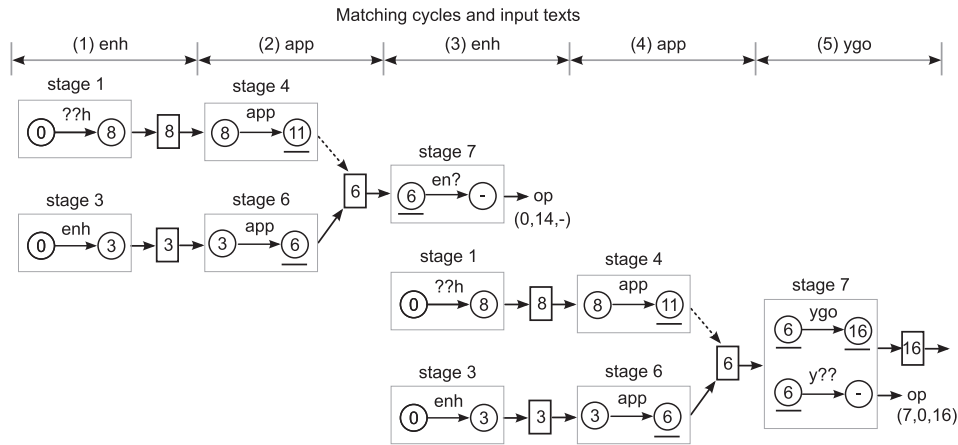 Matching cycles and input texts
(1) enh (2) app (3) enh (4) app (5) ygo
stage 1 stage 4
??h app
0 8 8 8 11
stage 7
6 en?
6 - op
(0,14,-)
stage 3 stage 6
enh app
0 3 3 3 6
stage 1 stage 4
??h app
0 8 8 8 11
stage 7
ygo
6 16
16
6
y??
6 - op
(7,0,16)
stage 3 stage 6
enh app
0 3 3 3 6